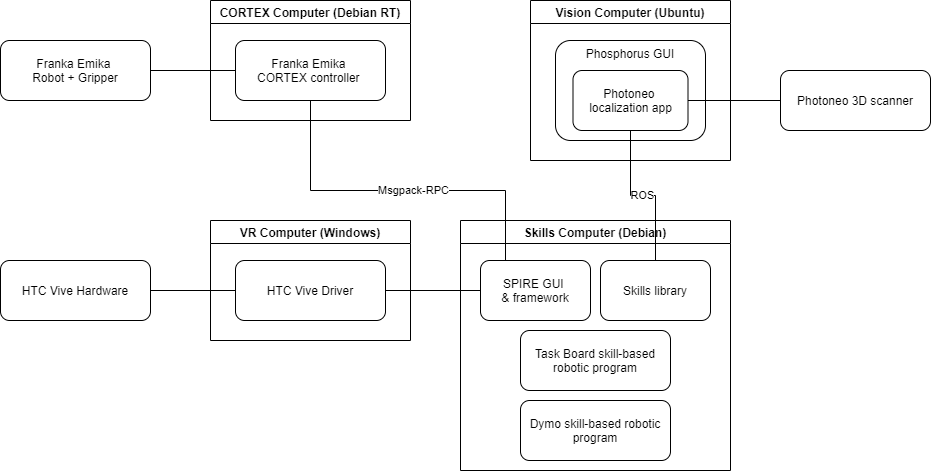 CORTEX Computer (Debian RT)
Franka Emika
Robot + Gripper
Franka Emika
CORTEX controller
Vision Computer (Ubuntu)
Phosphorus GUI
Photoneo
localization app
Photoneo 3D scanner
Msgpack-RPC
ROS
VR Computer (Windows)
HTC Vive Hardware
HTC Vive Driver
Skills Computer (Debian)
SPIRE GUI
& framework
Skills library
Task Board skill-based
robotic program
Dymo skill-based robotic
program